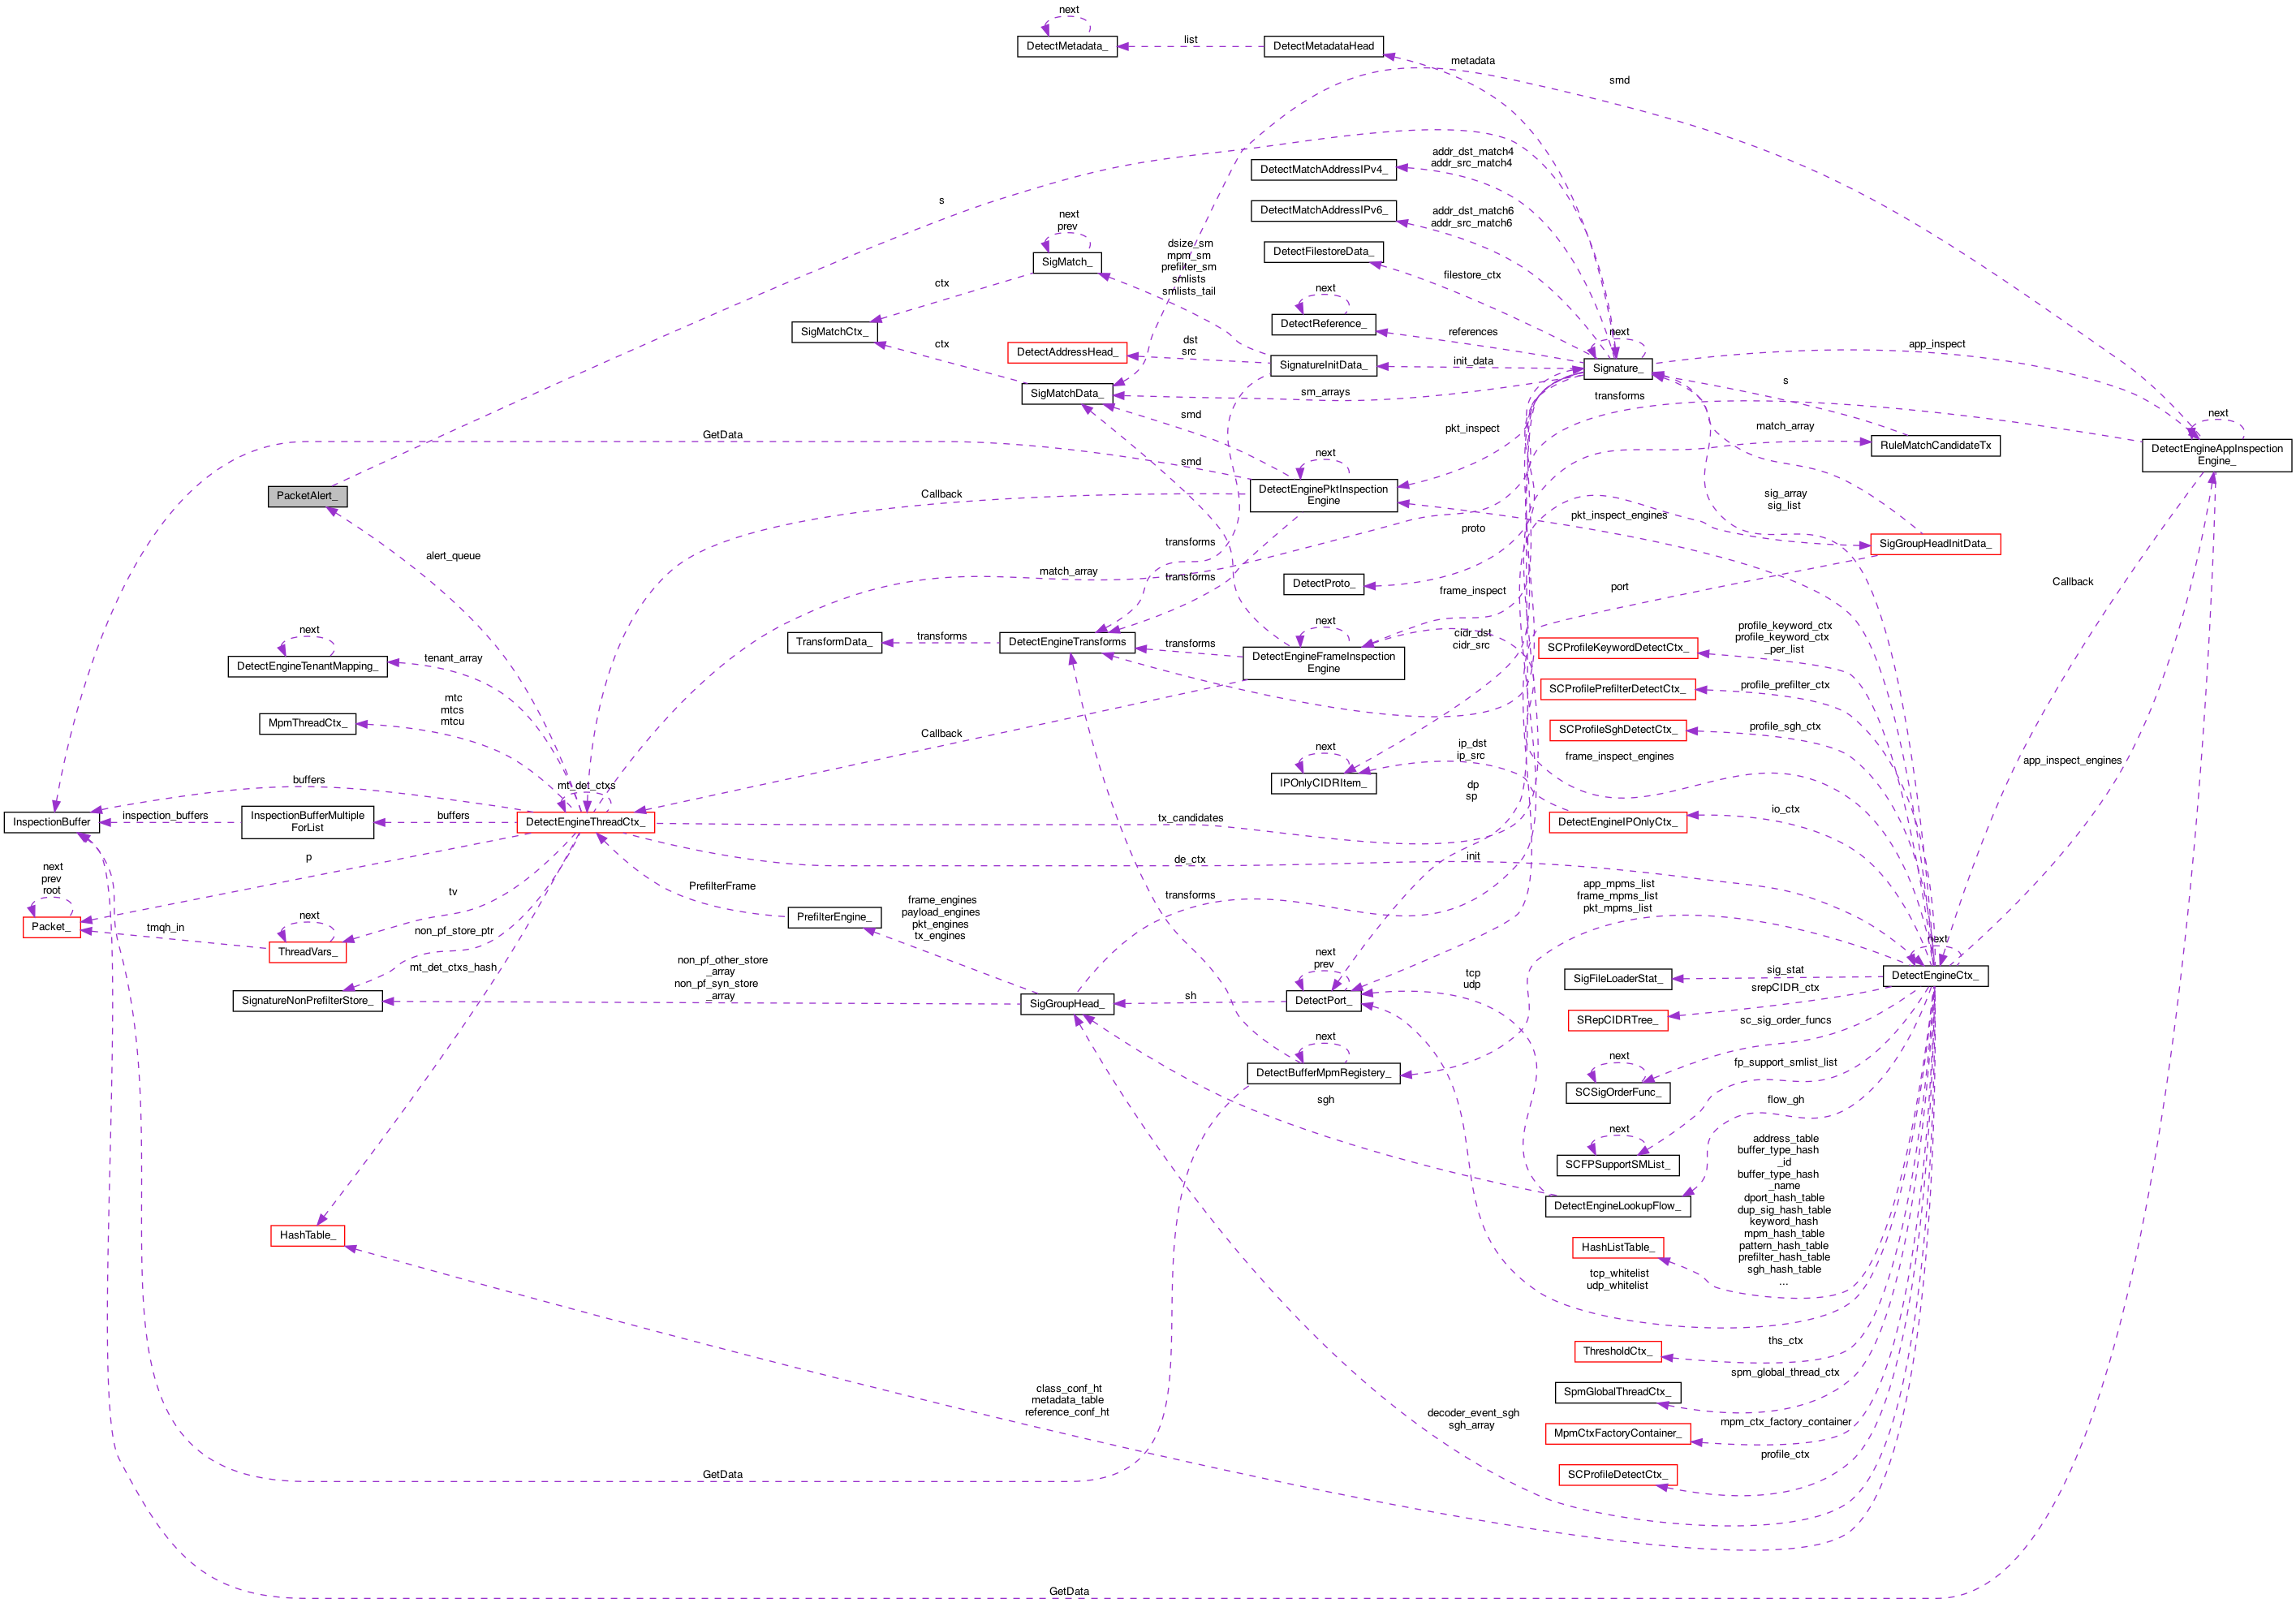 next
DetectMetadata_
list
DetectMetadataHead
metadata
smd
addr_dst_match4
addr_src_match4
DetectMatchAddressIPv4_
s
addr_dst_match6
addr_src_match6
DetectMatchAddressIPv6_
next
prev
SigMatch_
dsize_sm
mpm_sm
prefilter_sm
smlists
smlists_tail
DetectFilestoreData_
filestore_ctx
ctx
next
DetectReference_
references
SigMatchCtx_
ctx
next
Signature_
app_inspect
DetectAddressHead_
dst
src
SignatureInitData_
init_data
s
SigMatchData_
sm_arrays
transforms
smd
next
DetectEngineAppInspection
Engine_
GetData
pkt_inspect
match_array
RuleMatchCandidateTx
smd
next
DetectEnginePktInspection
Engine
PacketAlert_
Callback
sig_array
sig_list
pkt_inspect_engines
proto
alert_queue
transforms
SigGroupHeadInitData_
match_array
transforms
DetectProto_
port
Callback
frame_inspect
next
DetectEngineTenantMapping_
tenant_array
TransformData_
transforms
DetectEngineTransforms
transforms
next
DetectEngineFrameInspection
Engine
cidr_dst
cidr_src
SCProfileKeywordDetectCtx_
profile_keyword_ctx
profile_keyword_ctx
_per_list
SCProfilePrefilterDetectCtx_
profile_prefilter_ctx
mtc
mtcs
mtcu
MpmThreadCtx_
Callback
SCProfileSghDetectCtx_
profile_sgh_ctx
ip_dst
ip_src
frame_inspect_engines
app_inspect_engines
next
IPOnlyCIDRItem_
buffers
mt_det_ctxs
dp
sp
InspectionBuffer
inspection_buffers
InspectionBufferMultiple
ForList
buffers
DetectEngineThreadCtx_
tx_candidates
DetectEngineIPOnlyCtx_
io_ctx
p
de_ctx
init
next
prev
root
Packet_
tv
PrefilterFrame
transforms
app_mpms_list
frame_mpms_list
pkt_mpms_list
tmqh_in
next
ThreadVars_
non_pf_store_ptr
PrefilterEngine_
frame_engines
payload_engines
pkt_engines
tx_engines
next
mt_det_ctxs_hash
non_pf_other_store
_array
non_pf_syn_store
_array
next
prev
tcp
udp
SigFileLoaderStat_
sig_stat
DetectEngineCtx_
SignatureNonPrefilterStore_
SigGroupHead_
sh
DetectPort_
srepCIDR_ctx
SRepCIDRTree_
sc_sig_order_funcs
next
DetectBufferMpmRegistery_
next
SCSigOrderFunc_
fp_support_smlist_list
sgh
flow_gh
next
SCFPSupportSMList_
DetectEngineLookupFlow_
address_table
buffer_type_hash
_id
buffer_type_hash
_name
dport_hash_table
dup_sig_hash_table
keyword_hash
mpm_hash_table
pattern_hash_table
prefilter_hash_table
sgh_hash_table
...
HashTable_
HashListTable_
tcp_whitelist
udp_whitelist
ThresholdCtx_
ths_ctx
spm_global_thread_ctx
SpmGlobalThreadCtx_
class_conf_ht
metadata_table
reference_conf_ht
decoder_event_sgh
sgh_array
mpm_ctx_factory_container
MpmCtxFactoryContainer_
profile_ctx
GetData
SCProfileDetectCtx_
GetData